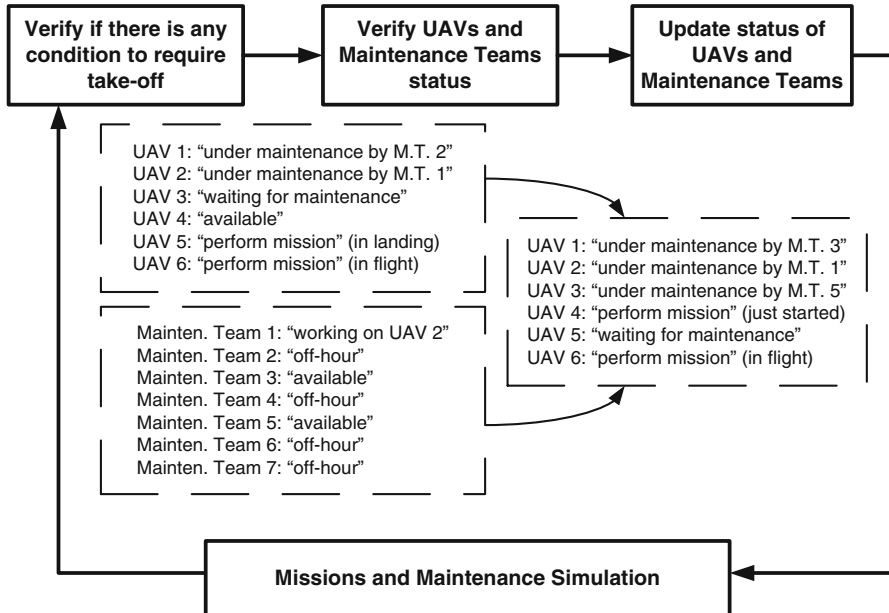 Verify if there is any
condition to require
take-off
Verify UAVs and
Maintenance Teams
status
Update status of
UAVs and
Maintenance Teams
UAV 1: “under maintenance by M.T. 2”
UAV 2: “under maintenance by M.T. 1”
UAV 3: “waiting for maintenance”
UAV 4: “available”
UAV 5: “perform mission” (in landing)
UAV 6: “perform mission” (in flight)
UAV 1: “under maintenance by M.T. 3”
UAV 2: “under maintenance by M.T. 1”
UAV 3: “under maintenance by M.T. 5”
UAV 4: “perform mission” (just started)
UAV 5: “waiting for maintenance”
UAV 6: “perform mission” (in flight)
Mainten. Team 1: “working on UAV 2”
Mainten. Team 2: “off-hour”
Mainten. Team 3: “available”
Mainten. Team 4: “off-hour”
Mainten. Team 5: “available”
Mainten. Team 6: “off-hour”
Mainten. Team 7: “off-hour”
Missions and Maintenance Simulation